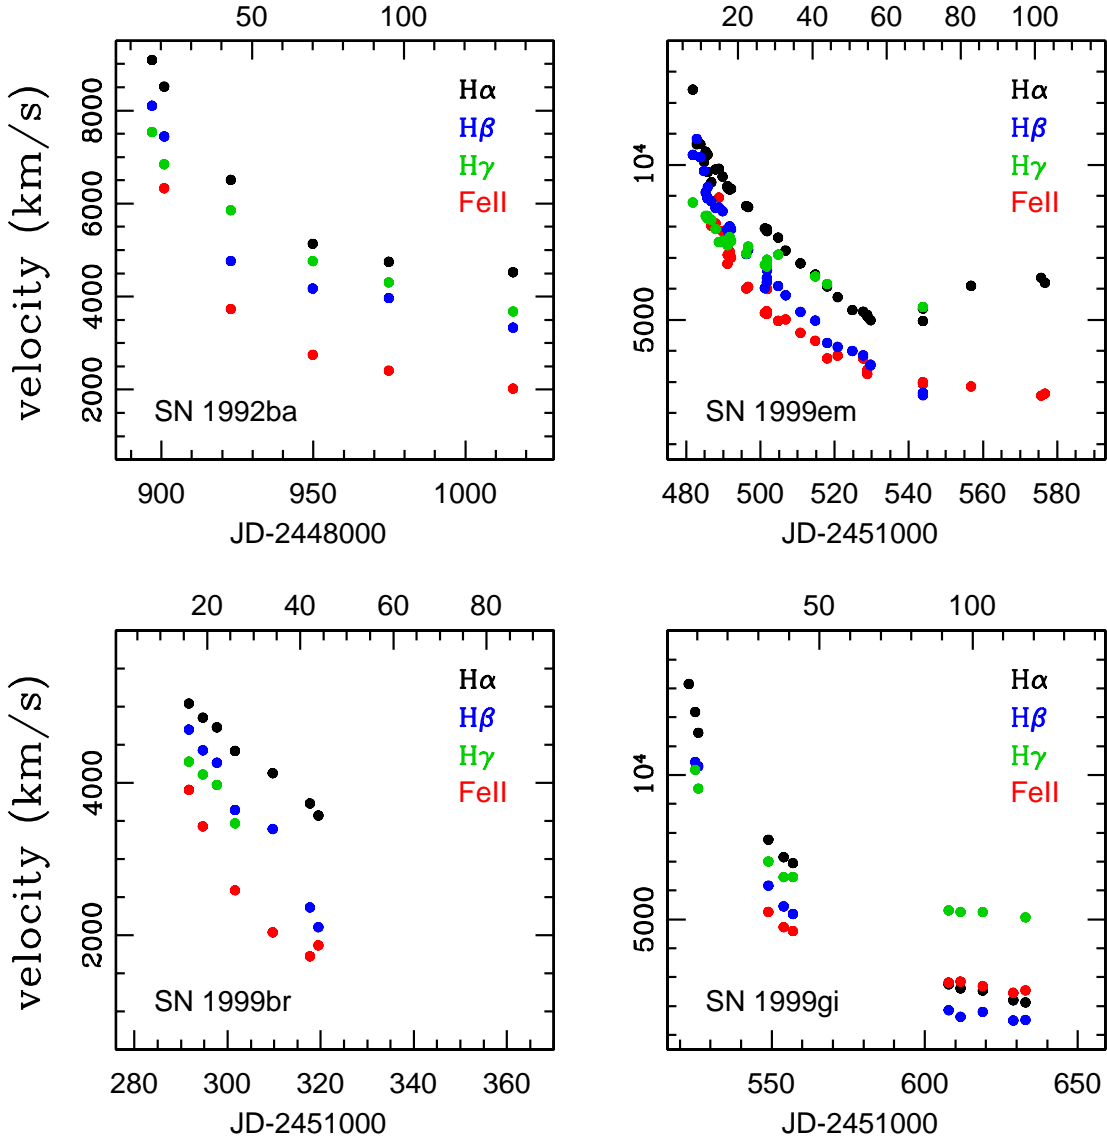 50 100
20 40 60 80 100
velocity (km/s)
8000
6000
4000
2000
Hα
Hβ
Hγ
FeII
SN 1992ba
10⁴
5000
Hα
Hβ
Hγ
FeII
SN 1999em
900 950 1000
480 500 520 540 560 580
JD-2448000
JD-2451000
20 40 60 80
50 100
velocity (km/s)
4000
2000
Hα
Hβ
Hγ
FeII
SN 1999br
10⁴
5000
Hα
Hβ
Hγ
FeII
SN 1999gi
280 300 320 340 360
550 600 650
JD-2451000
JD-2451000